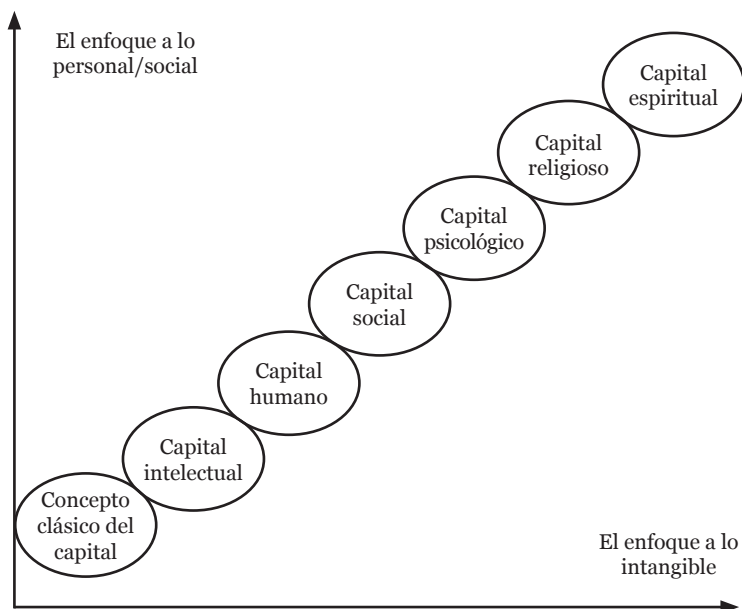 El enfoque a lo
personal/social
Capital
espiritual
Capital
religioso
Capital
psicológico
Capital
social
Capital
humano
Capital
intelectual
Concepto
clásico del
capital
El enfoque a lo
intangible